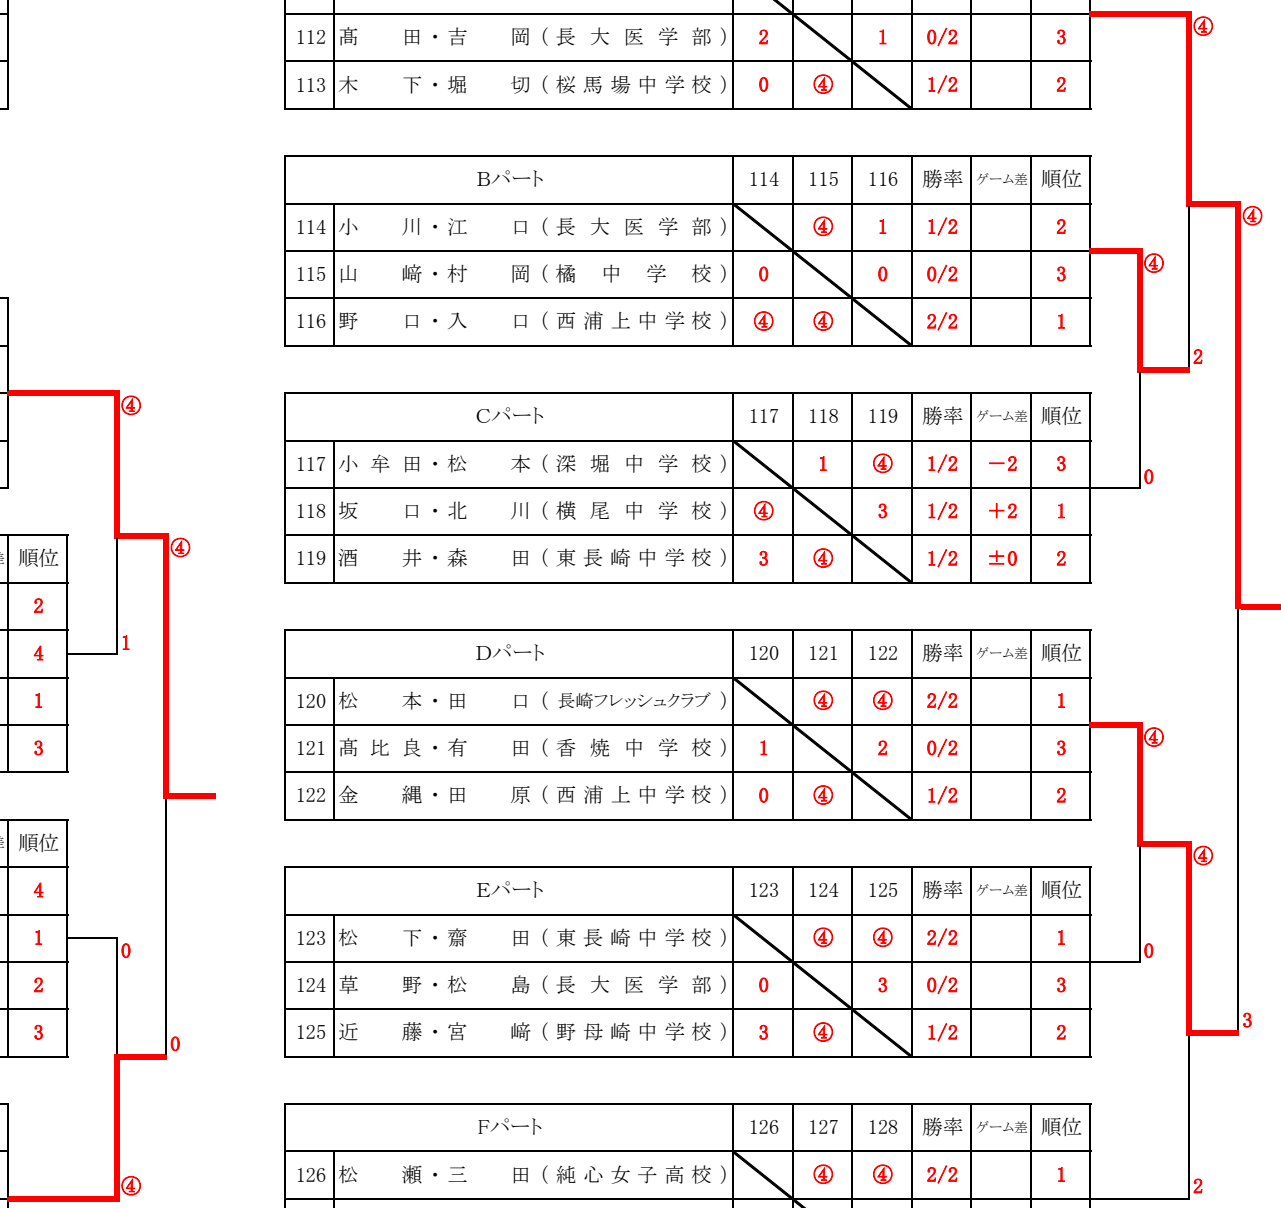 112 髙 田・吉 岡 ( 長 大 医 学 部 ) 2 1 0/2 3
113 木 下・堀 切 ( 桜 馬 場 中 学 校 ) 0 ④ 1/2 2
④
Bパート 114 115 116 勝率 ゲーム差 順位
114 小 川・江 口 ( 長 大 医 学 部 ) ④ 1 1/2 2
115 山 﨑・村 岡 ( 橘 中 学 校 ) 0 0 0/2 3
116 野 口・入 口 ( 西 浦 上 中 学 校 ) ④ ④ 2/2 1
④
④
2
Cパート 117 118 119 勝率 ゲーム差 順位
117 小 牟 田・松 本 ( 深 堀 中 学 校 ) 1 ④ 1/2 －2 3
118 坂 口・北 川 ( 横 尾 中 学 校 ) ④ 3 1/2 ＋2 1
119 酒 井・森 田 ( 東 長 崎 中 学 校 ) 3 ④ 1/2 ±0 2
0
Dパート 120 121 122 勝率 ゲーム差 順位
120 松 本・田 口 ( 長崎フレッシュクラブ ) ④ ④ 2/2 1
121 髙 比 良・有 田 ( 香 焼 中 学 校 ) 1 2 0/2 3
122 金 縄・田 原 ( 西 浦 上 中 学 校 ) 0 ④ 1/2 2
④
④
Eパート 123 124 125 勝率 ゲーム差 順位
123 松 下・齋 田 ( 東 長 崎 中 学 校 ) ④ ④ 2/2 1
124 草 野・松 島 ( 長 大 医 学 部 ) 0 3 0/2 3
125 近 藤・宮 﨑 ( 野 母 崎 中 学 校 ) 3 ④ 1/2 2
0
3
Fパート 126 127 128 勝率 ゲーム差 順位
126 松 瀬・三 田 ( 純 心 女 子 高 校 ) ④ ④ 2/2 1
2
④
④
差 順位
2
4
1
3
1
差 順位
4
1
2
3
0
0
④